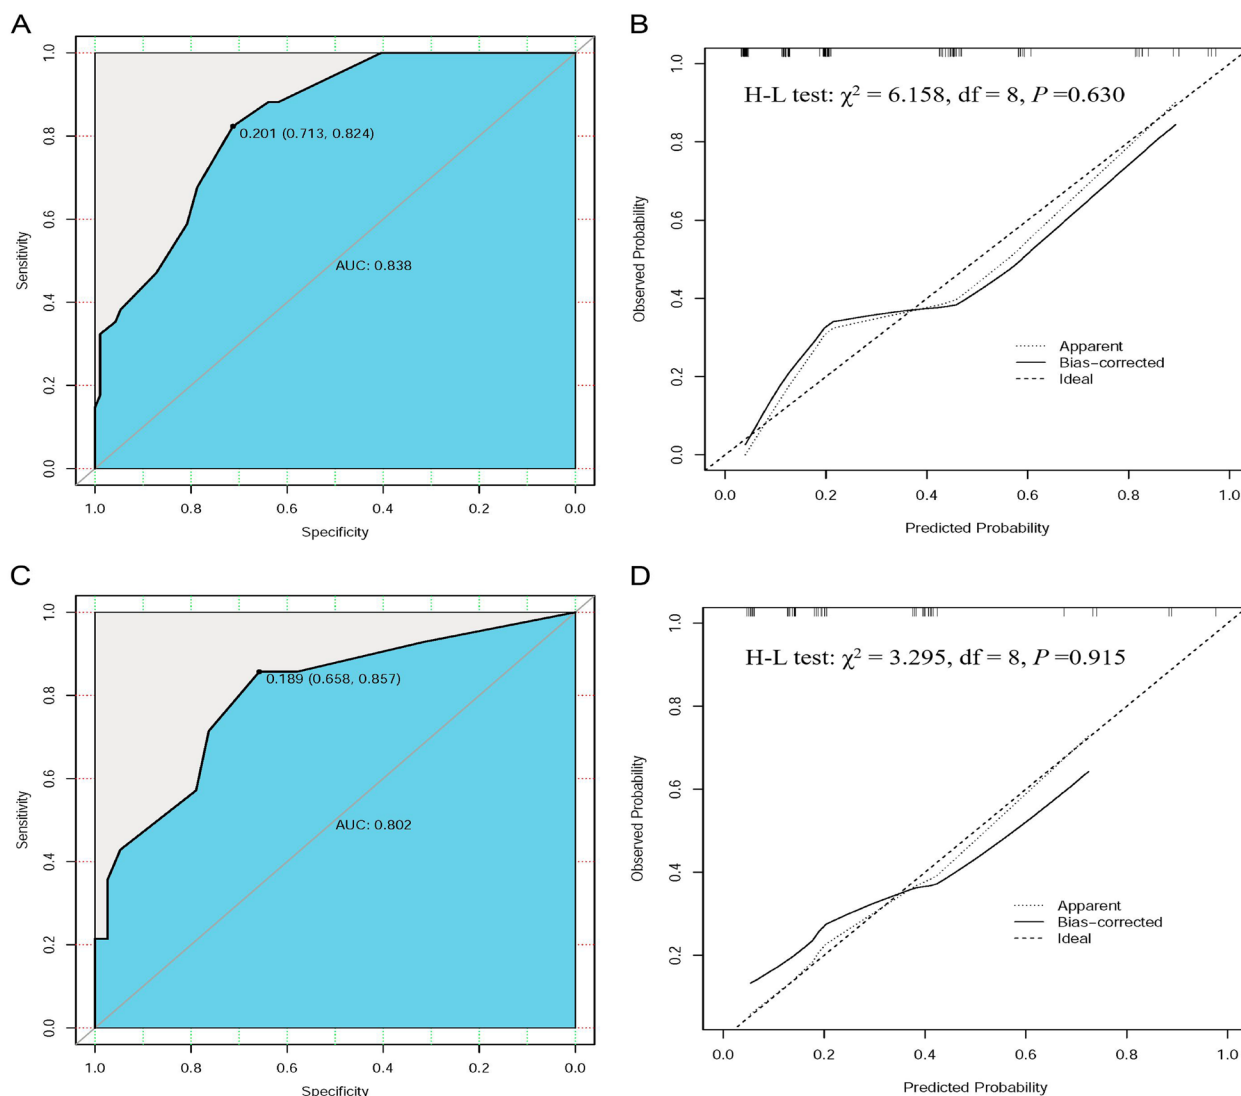 A
1.0
0.8
0.6
0.4
0.2
0.0
Sensitivity
0.201 (0.713, 0.824)
AUC: 0.838
1.0 0.8 0.6 0.4 0.2 0.0
Specificity
B
1.0
0.8
0.6
0.4
0.2
0.0
Observed Probability
H-L test: χ² = 6.158, df = 8, P =0.630
Apparent
Bias-corrected
Ideal
0.0 0.2 0.4 0.6 0.8 1.0
Predicted Probability
C
1.0
0.8
0.6
0.4
0.2
0.0
Sensitivity
0.189 (0.658, 0.857)
AUC: 0.802
1.0 0.8 0.6 0.4 0.2 0.0
Specificity
D
1.0
0.8
0.6
0.4
0.2
Observed Probability
H-L test: χ² = 3.295, df = 8, P =0.915
Apparent
Bias-corrected
Ideal
0.0 0.2 0.4 0.6 0.8 1.0
Predicted Probability